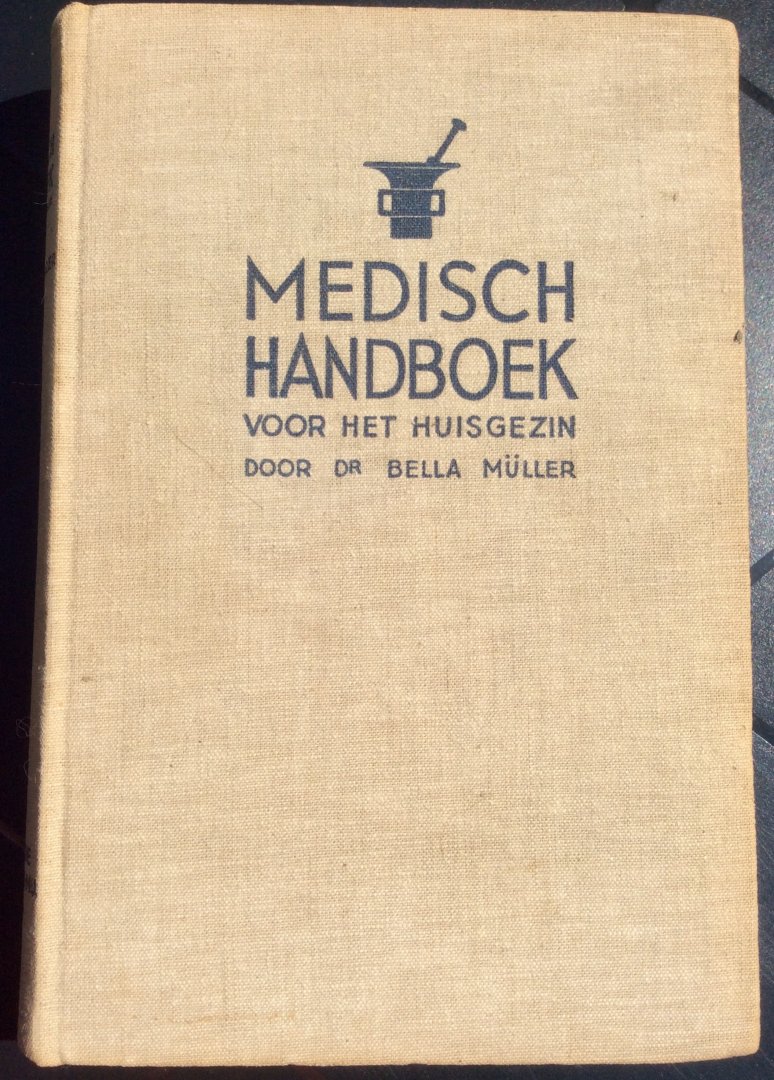 MEDISCH
HANDBOEK
VOOR HET HUISGEZIN
DOOR DR BELLA MÜLLER